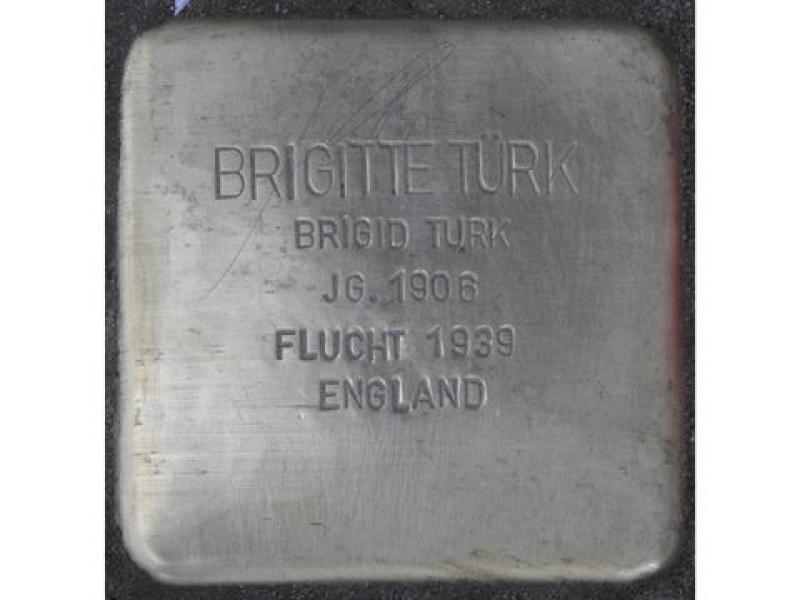 BRIGITTE TÜRK
BRIGID TURK
JG. 1906
FLUCHT 1939
ENGLAND